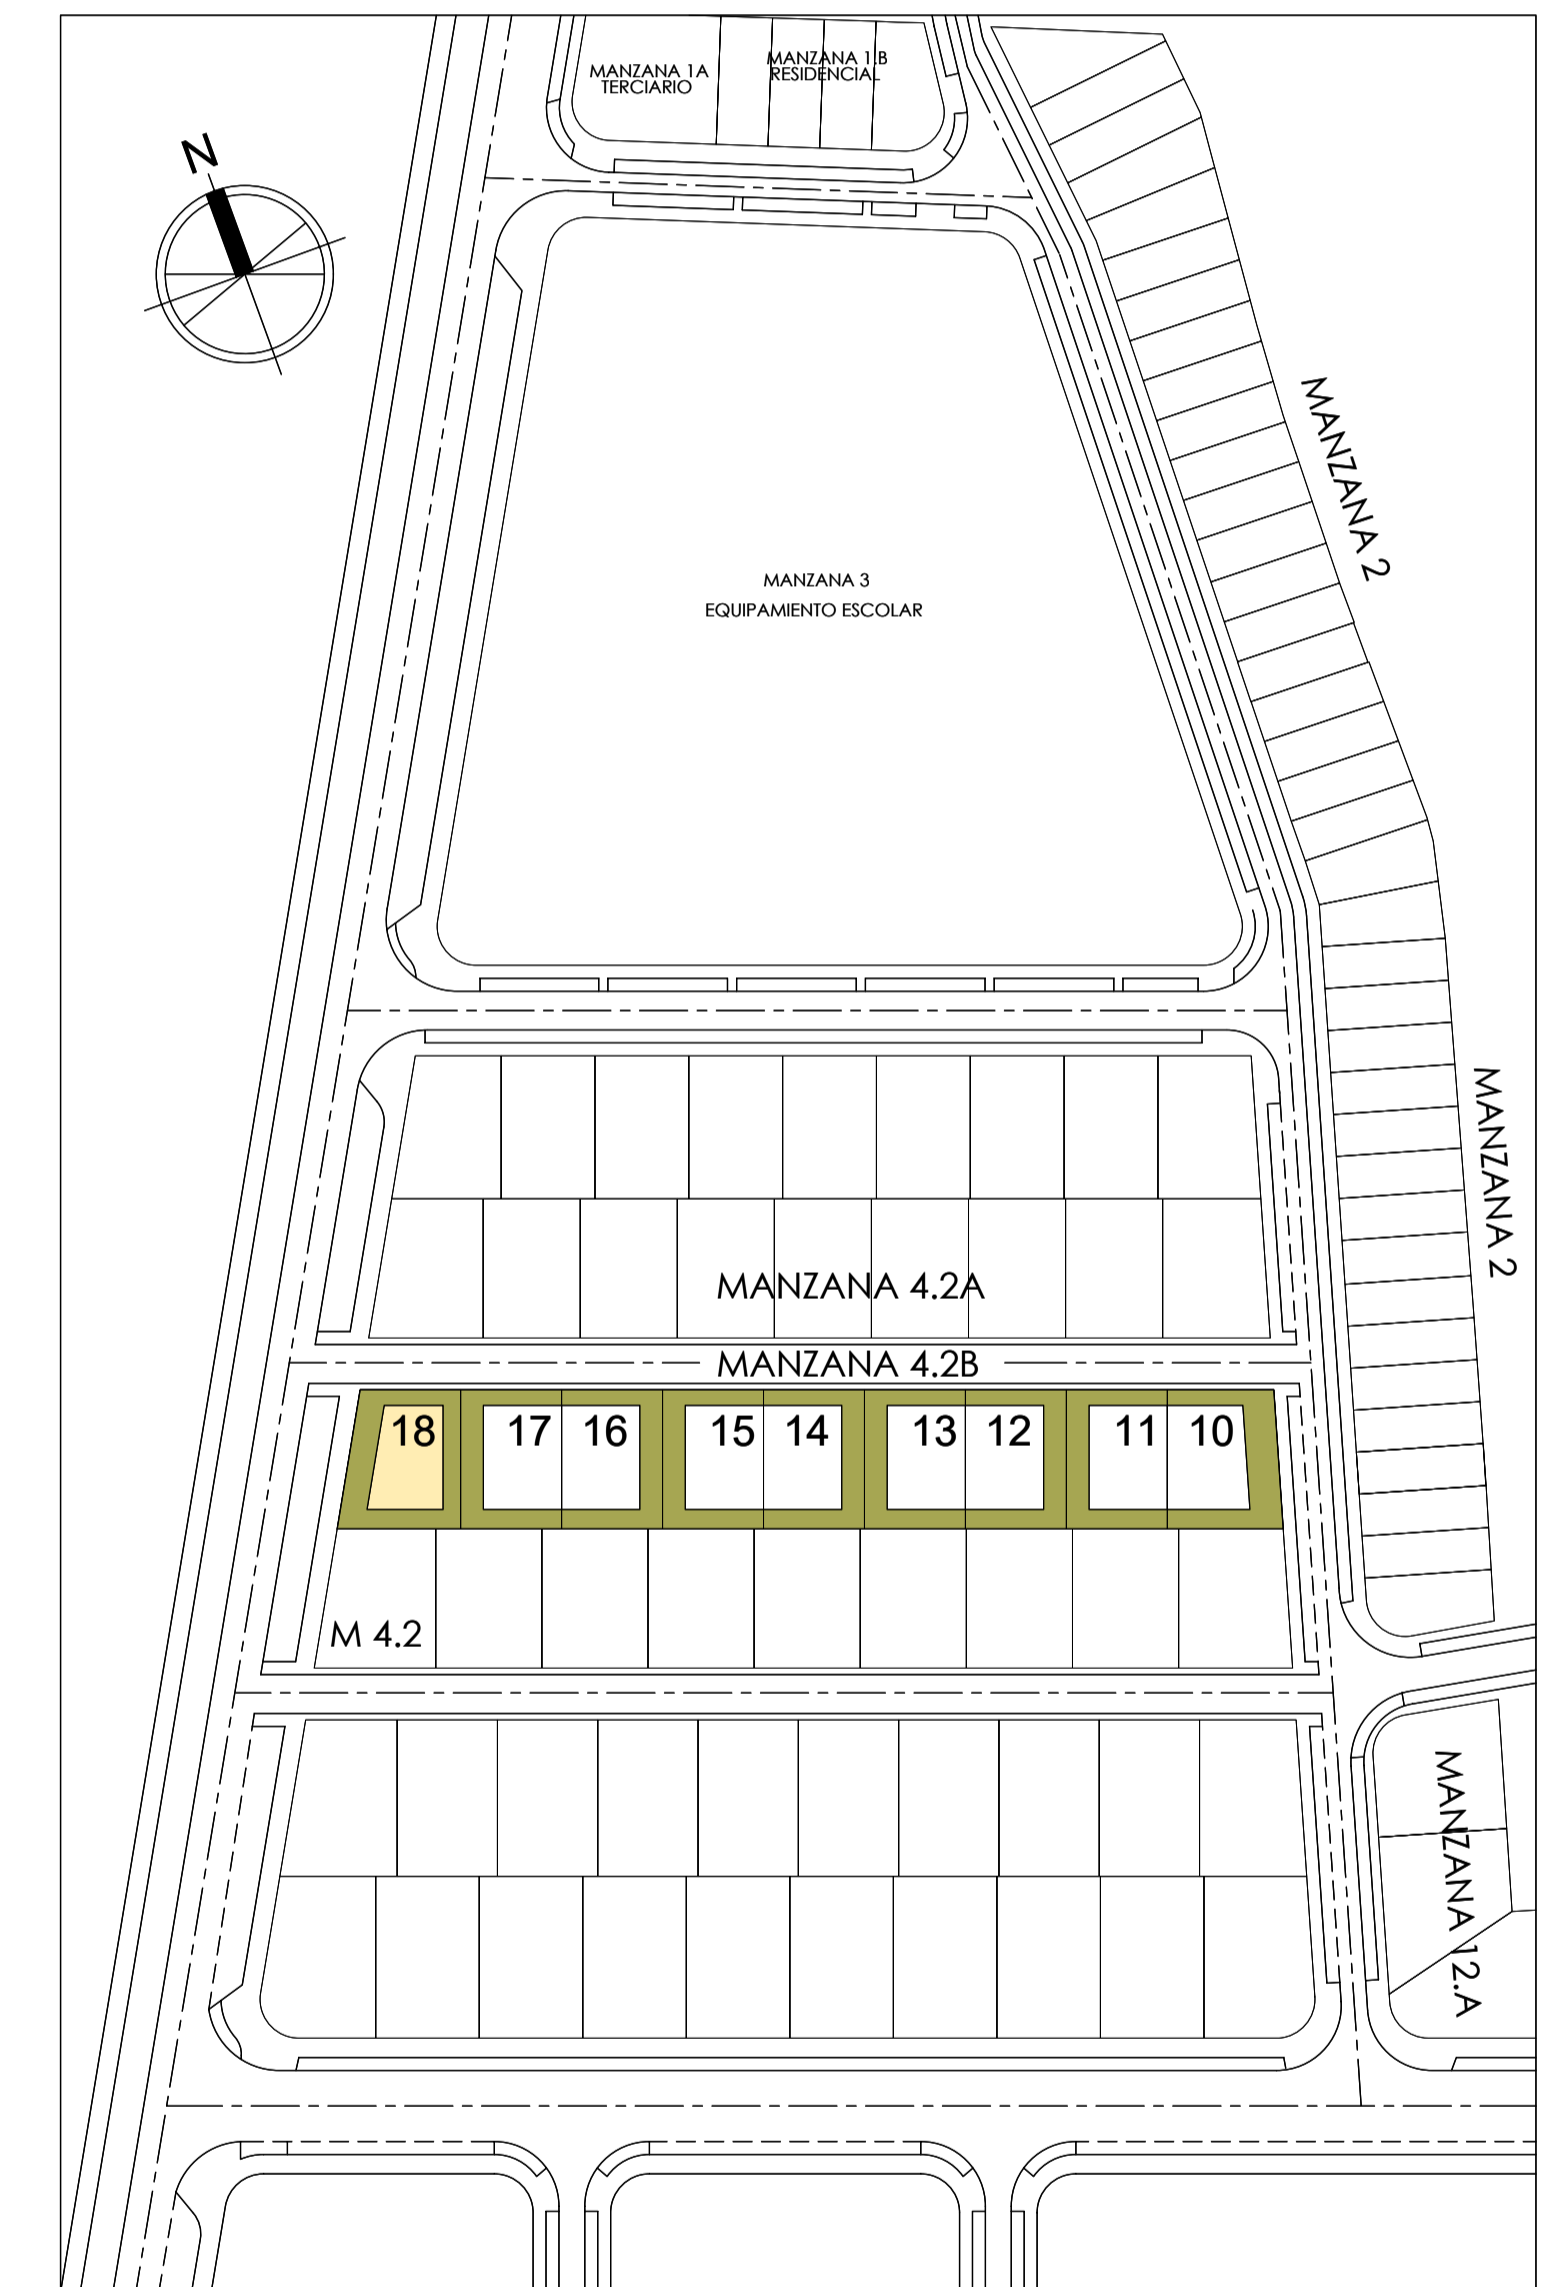 MANZANA 1A
TERCIARIO
MANZANA 1.B
RESIDENCIAL
N
MANZANA 2
MANZANA 3
EQUIPAMIENTO ESCOLAR
MANZANA 2
MANZANA 4.2A
MANZANA 4.2B
18 17 16 15 14 13 12 11 10
M 4.2
MANZANA 12.A